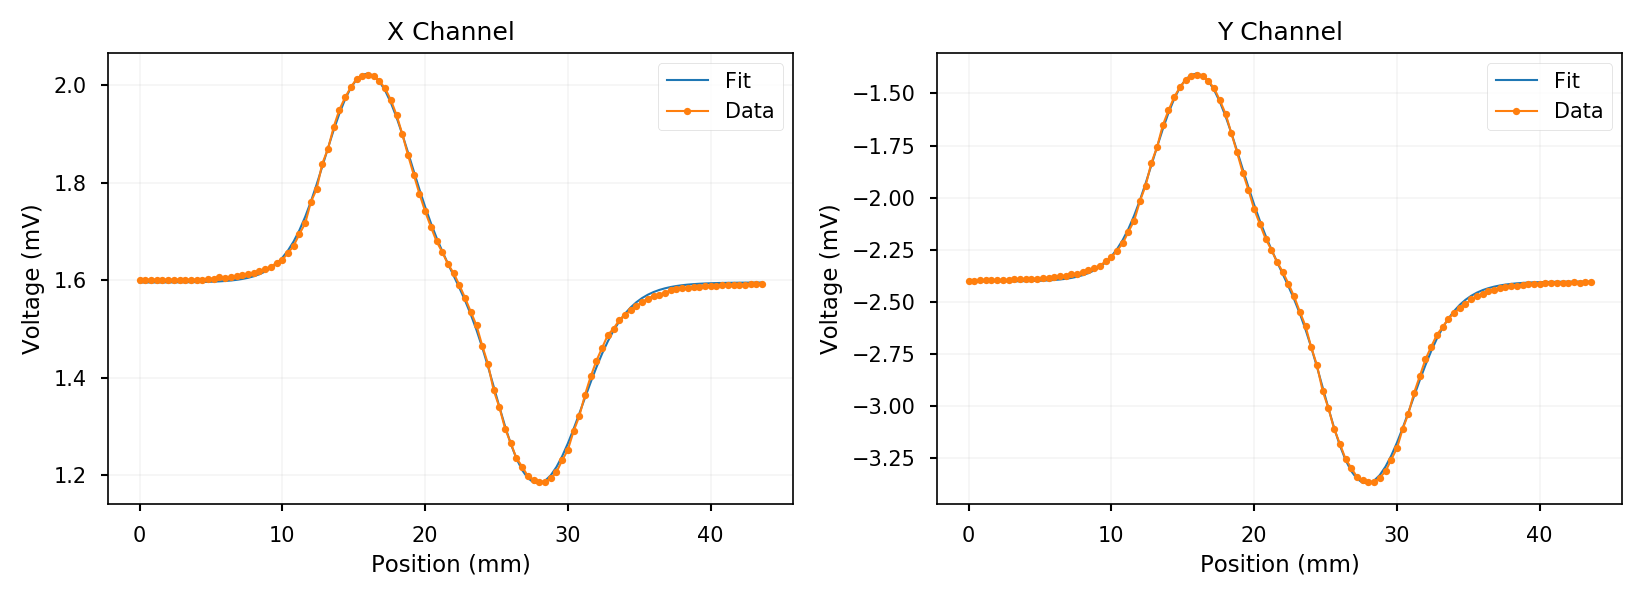 X Channel
Voltage (mV)
2.0
1.8
1.6
1.4
1.2
Fit
Data
0
10
20
30
40
Position (mm)
Y Channel
Voltage (mV)
−1.50
−1.75
−2.00
−2.25
−2.50
−2.75
−3.00
−3.25
Fit
Data
0
10
20
30
40
Position (mm)